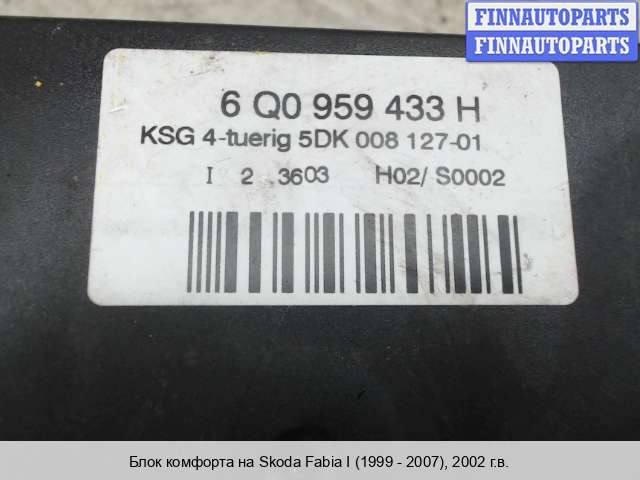 FINNAUTOPARTS
FINNAUTOPARTS
6 Q0 959 433 H
KSG 4-tuerig 5DK 008 127-01
I 2 3603 H02/ S0002
Блок комфорта на Skoda Fabia I (1999 - 2007), 2002 г.в.